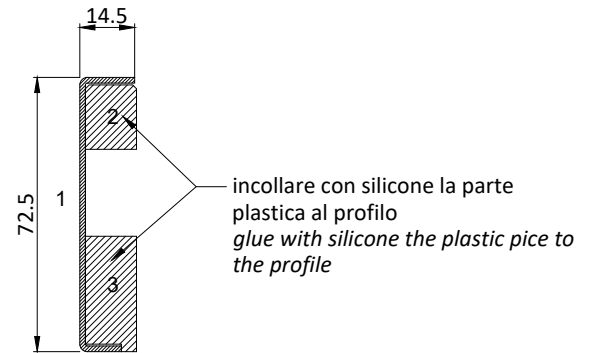 14.5
2
1
72.5
incollare con silicone la parte
plastica al profilo
glue with silicone the plastic pice to
the profile
3